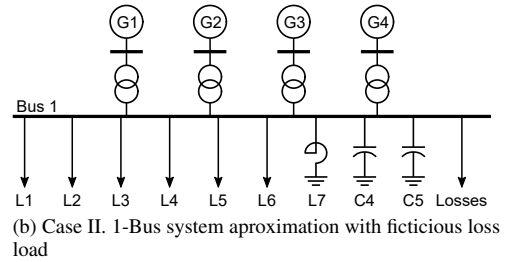 G1 G2 G3 G4
Bus 1
L1 L2 L3 L4 L5 L6 L7 C4 C5 Losses
(b) Case II. 1-Bus system aproximation with ficticious loss
load